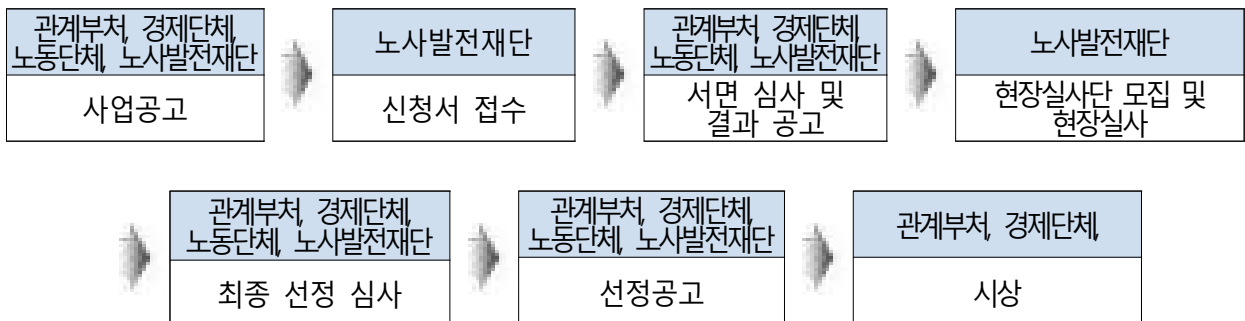 관계부처, 경제단체,
노동단체, 노사발전재단
사업공고
노사발전재단
신청서 접수
관계부처, 경제단체,
노동단체, 노사발전재단
서면 심사 및
결과 공고
노사발전재단
현장실사단 모집 및
현장실사
관계부처, 경제단체,
노동단체, 노사발전재단
최종 선정 심사
관계부처, 경제단체,
노동단체, 노사발전재단
선정공고
관계부처, 경제단체,
시상